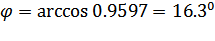 φ = arccos 0.9597 = 16.3⁰